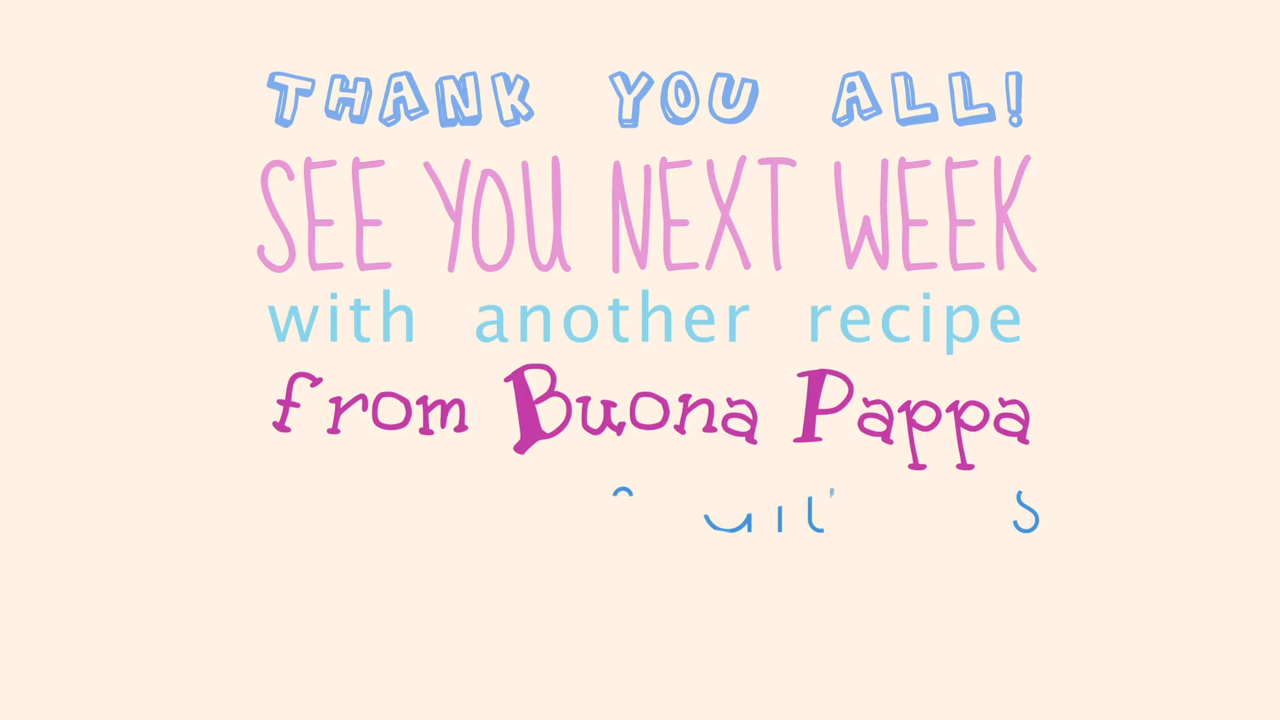 THANK YOU ALL!
SEE YOU NEXT WEEK
with another recipe
from Buona Pappa